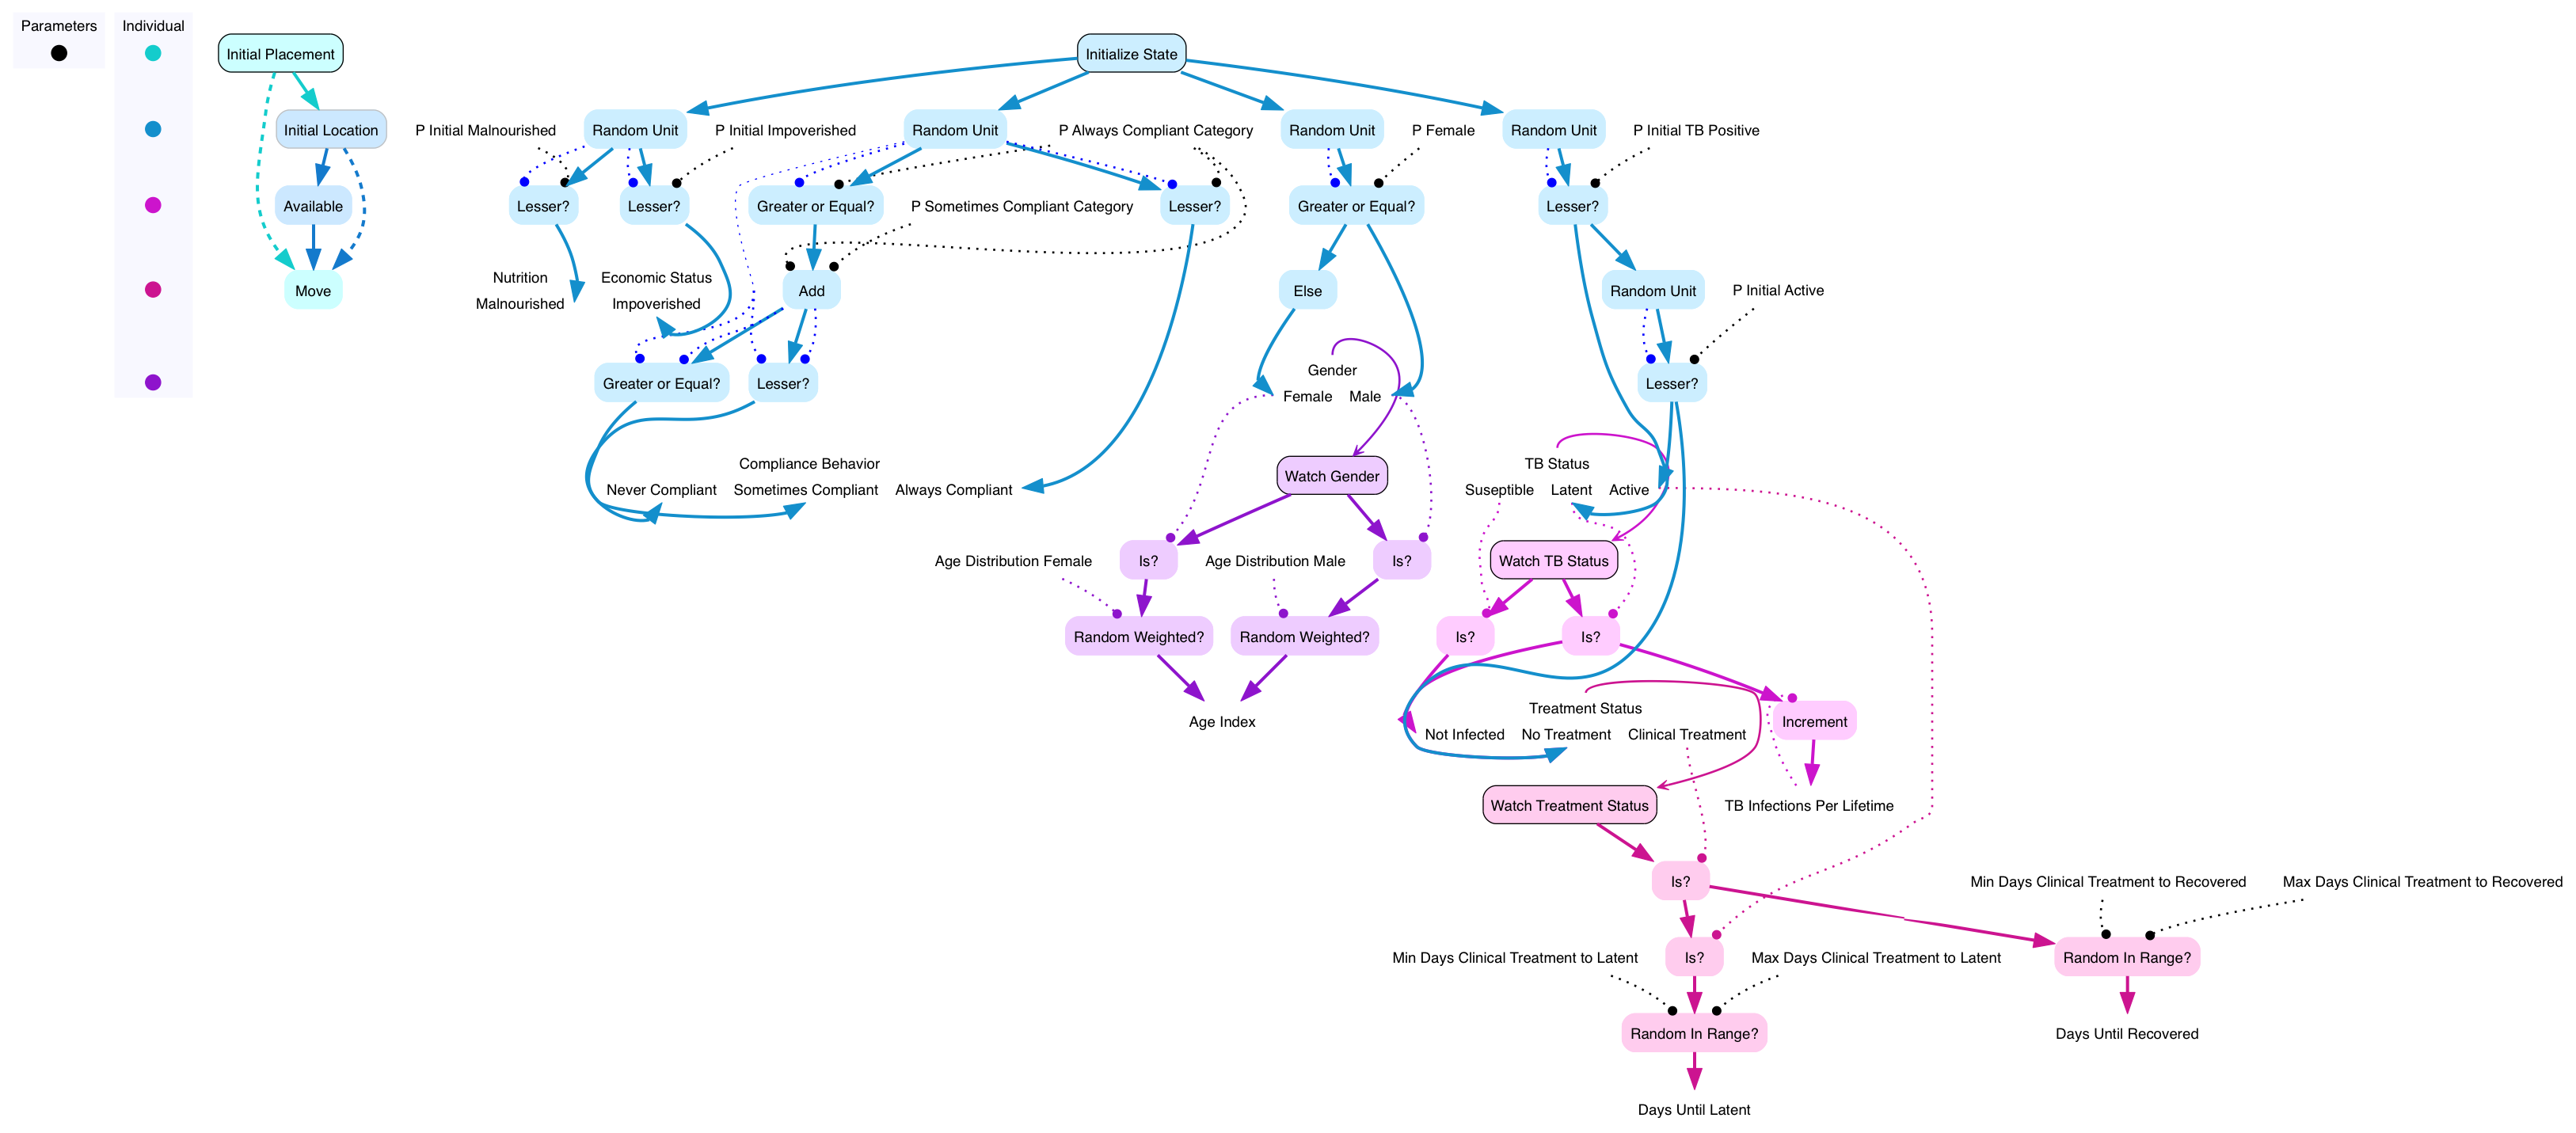 Parameters
Individual
Initial Placement
Initialize State
Initial Location
P Initial Malnourished
Random Unit
P Initial Impoverished
Random Unit
P Always Compliant Category
Random Unit
P Female
Random Unit
P Initial TB Positive
Available
Lesser?
Lesser?
Greater or Equal?
P Sometimes Compliant Category
Lesser?
Greater or Equal?
Lesser?
Move
Nutrition
Malnourished
Economic Status
Impoverished
Add
Else
Random Unit
P Initial Active
Greater or Equal?
Lesser?
Gender
Female
Male
Lesser?
Compliance Behavior
Never Compliant
Sometimes Compliant
Always Compliant
Watch Gender
TB Status
Suseptible
Latent
Active
Age Distribution Female
Is?
Age Distribution Male
Is?
Watch TB Status
Random Weighted?
Random Weighted?
Is?
Is?
Age Index
Treatment Status
Not Infected
No Treatment
Clinical Treatment
Increment
Watch Treatment Status
TB Infections Per Lifetime
Is?
Min Days Clinical Treatment to Recovered
Max Days Clinical Treatment to Recovered
Min Days Clinical Treatment to Latent
Is?
Max Days Clinical Treatment to Latent
Random In Range?
Random In Range?
Days Until Recovered
Days Until Latent